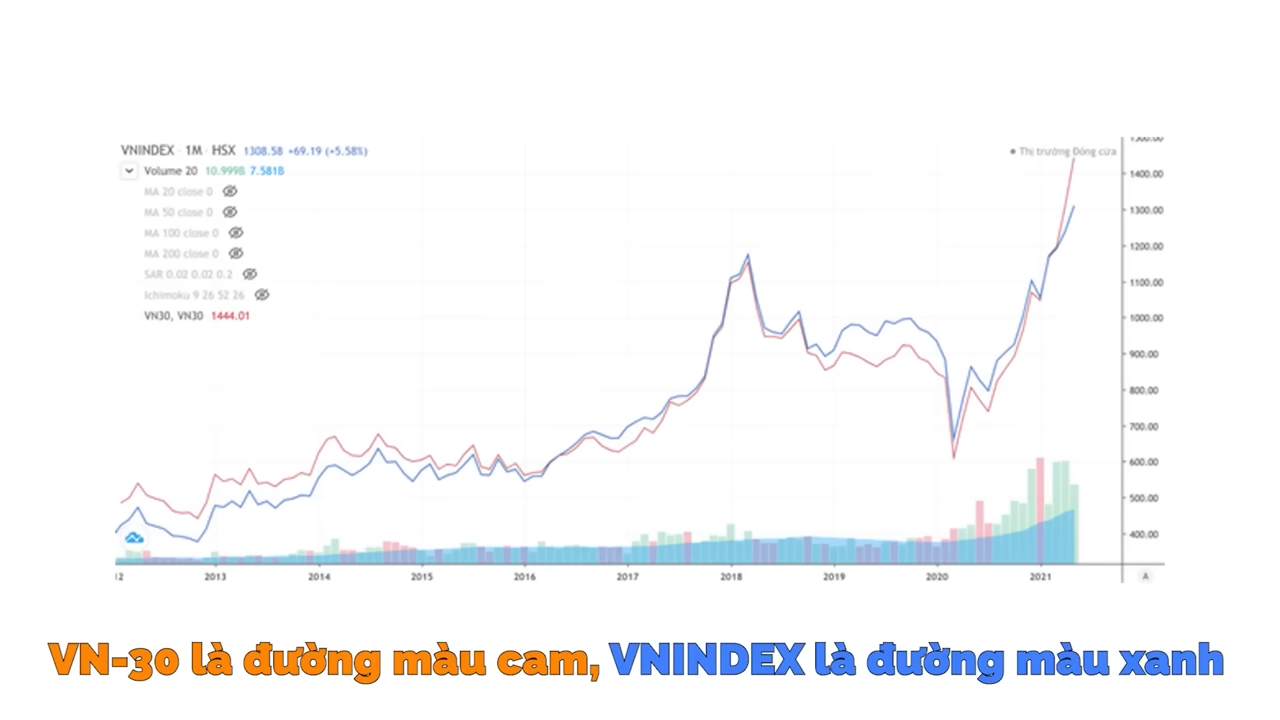 VNINDEX · 1M · HSX 1308.58 +69.19 (+5.58%)
● Thị trường Đóng cửa
Volume 20 10.999B 7.581B
MA 20 close 0
MA 50 close 0
MA 100 close 0
MA 200 close 0
SAR 0.02 0.02 0.2
Ichimoku 9 26 52 26
VN30, VN30 1444.01
1500.00
1400.00
1300.00
1200.00
1100.00
1000.00
900.00
800.00
700.00
600.00
500.00
400.00
12 2013 2014 2015 2016 2017 2018 2019 2020 2021 A
VN-30 là đường màu cam, VNINDEX là đường màu xanh